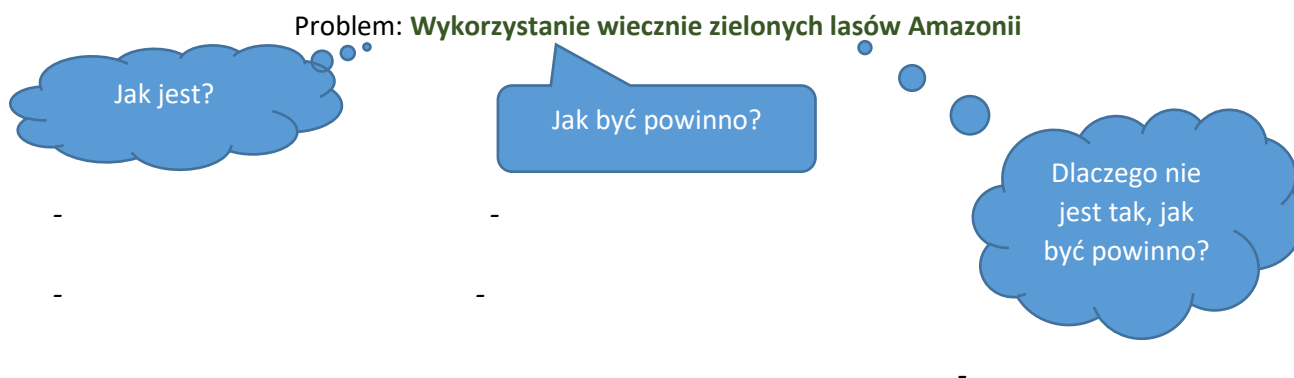 Problem: Wykorzystanie wiecznie zielonych lasów Amazonii
Jak jest?
Jak być powinno?
Dlaczego nie
jest tak, jak
być powinno?
- -
- -
-